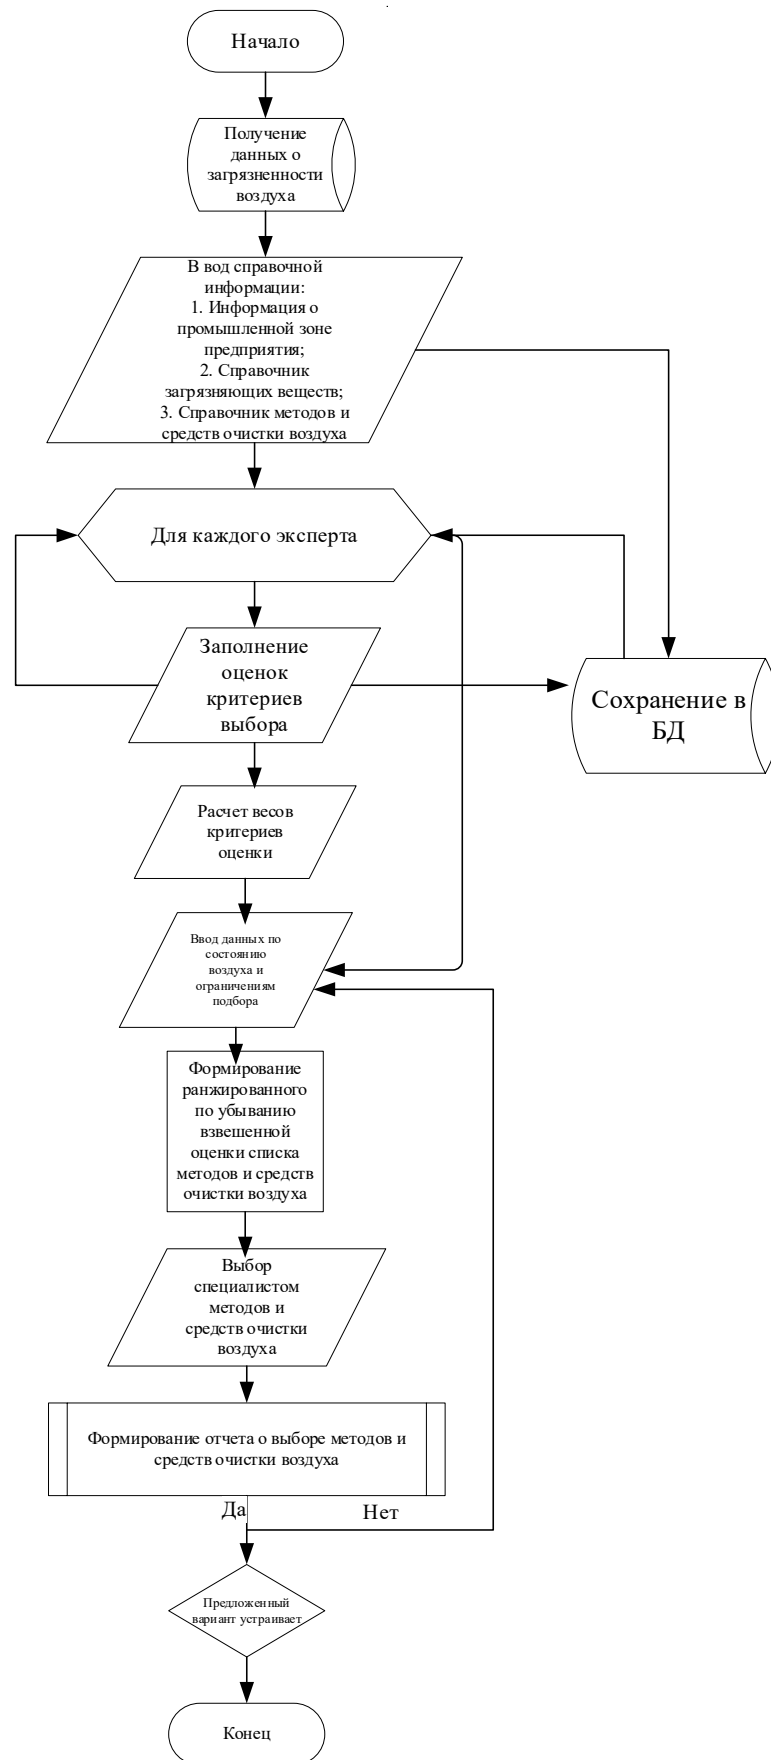 Начало
Получение
данных о
загрязненности
воздуха
В вод справочной
информации:
1. Информация о
промышленной зоне
предприятия;
2. Справочник
загрязняющих веществ;
3. Справочник методов и
средств очистки воздуха
Для каждого эксперта
Заполнение
оценок
критериев
выбора
Сохранение в
БД
Расчет весов
критериев
оценки
Ввод данных по
состоянию
воздуха и
ограничениям
подбора
Формирование
ранжированного
по убыванию
взвешенной
оценки списка
методов и средств
очистки воздуха
Выбор
специалистом
методов и
средств очистки
воздуха
Формирование отчета о выборе методов и
средств очистки воздуха
Да
Нет
Предложенный
вариант устраивает
Конец